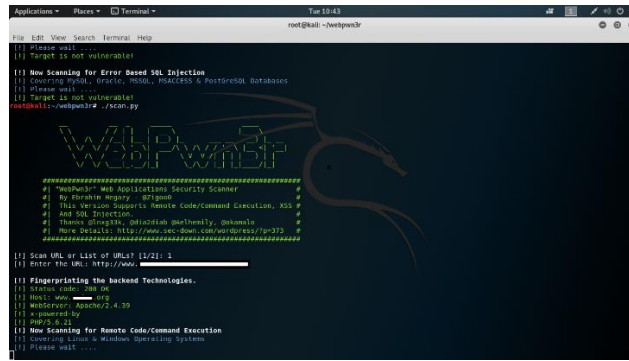 Applications ▾ Places ▾ Terminal ▾ Tue 10:43 1
root@kali: ~/webpwn3r
File Edit View Search Terminal Help
[!] Please wait ....
[!] Target is not vulnerable!
[!] Now Scanning for Error Based SQL Injection
[!] Covering MySQL, Oracle, MSSQL, MSACCESS & PostGreSQL Databases
[!] Please wait ....
[!] Target is not vulnerable!
root@kali:~/webpwn3r# ./scan.py
WebPwn3r
##############################################################
#| "WebPwn3r" Web Applications Security Scanner #
#| By Ebrahim Hegazy - @Zigoo0 #
#| This Version Supports Remote Code/Command Execution, XSS #
#| And SQL Injection. #
#| Thanks @lnxg33k, @dia2diab @Aelhemily, @okamalo #
#| More Details: http://www.sec-down.com/wordpress/?p=373 #
##############################################################
[!] Scan URL or List of URLs? [1/2]: 1
[!] Enter the URL: http://www.
[!] Fingerprinting the backend Technologies.
[!] Status code: 200 OK
[!] Host: www. .org
[!] WebServer: Apache/2.4.39
[!] x-powered-by
[!] PHP/5.6.21
[!] Now Scanning for Remote Code/Command Execution
[!] Covering Linux & Windows Operating Systems
[!] Please wait ....